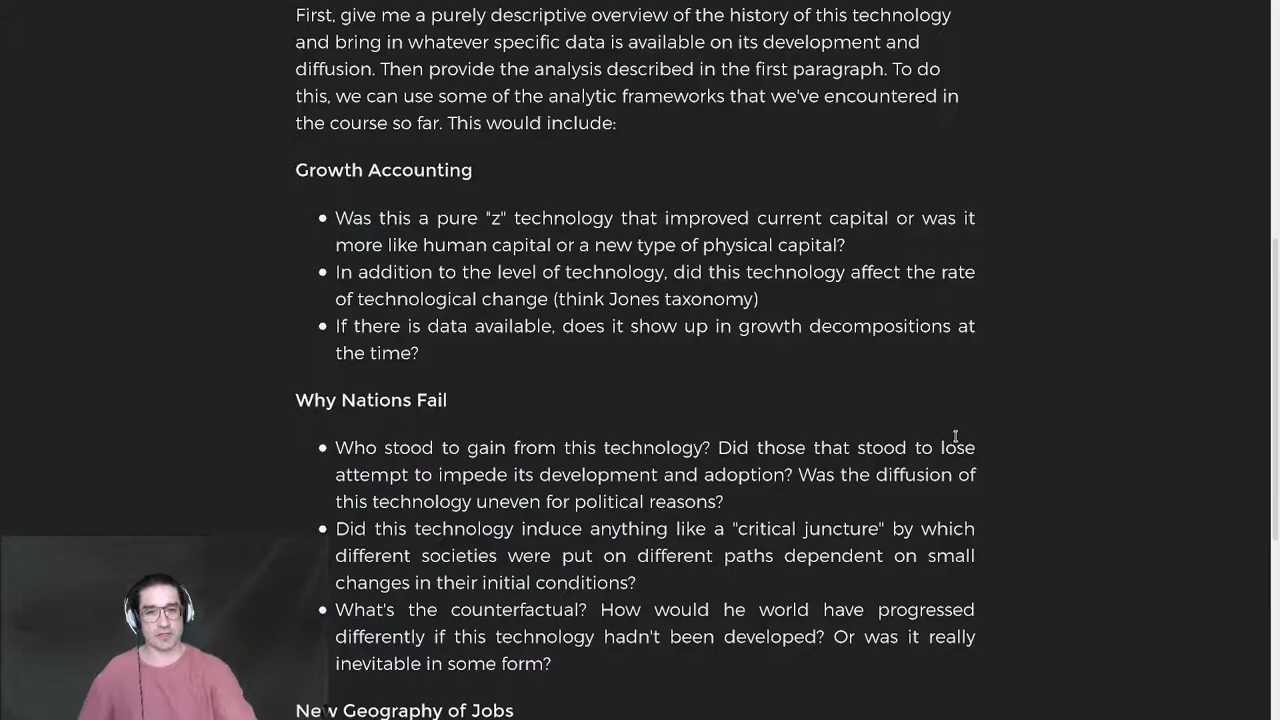 First, give me a purely descriptive overview of the history of this technology
and bring in whatever specific data is available on its development and
diffusion. Then provide the analysis described in the first paragraph. To do
this, we can use some of the analytic frameworks that we've encountered in
the course so far. This would include:
Growth Accounting
• Was this a pure "z" technology that improved current capital or was it
more like human capital or a new type of physical capital?
• In addition to the level of technology, did this technology affect the rate
of technological change (think Jones taxonomy)
• If there is data available, does it show up in growth decompositions at
the time?
Why Nations Fail
• Who stood to gain from this technology? Did those that stood to lose
attempt to impede its development and adoption? Was the diffusion of
this technology uneven for political reasons?
• Did this technology induce anything like a "critical juncture" by which
different societies were put on different paths dependent on small
changes in their initial conditions?
• What's the counterfactual? How would he world have progressed
differently if this technology hadn't been developed? Or was it really
inevitable in some form?
New Geography of Jobs